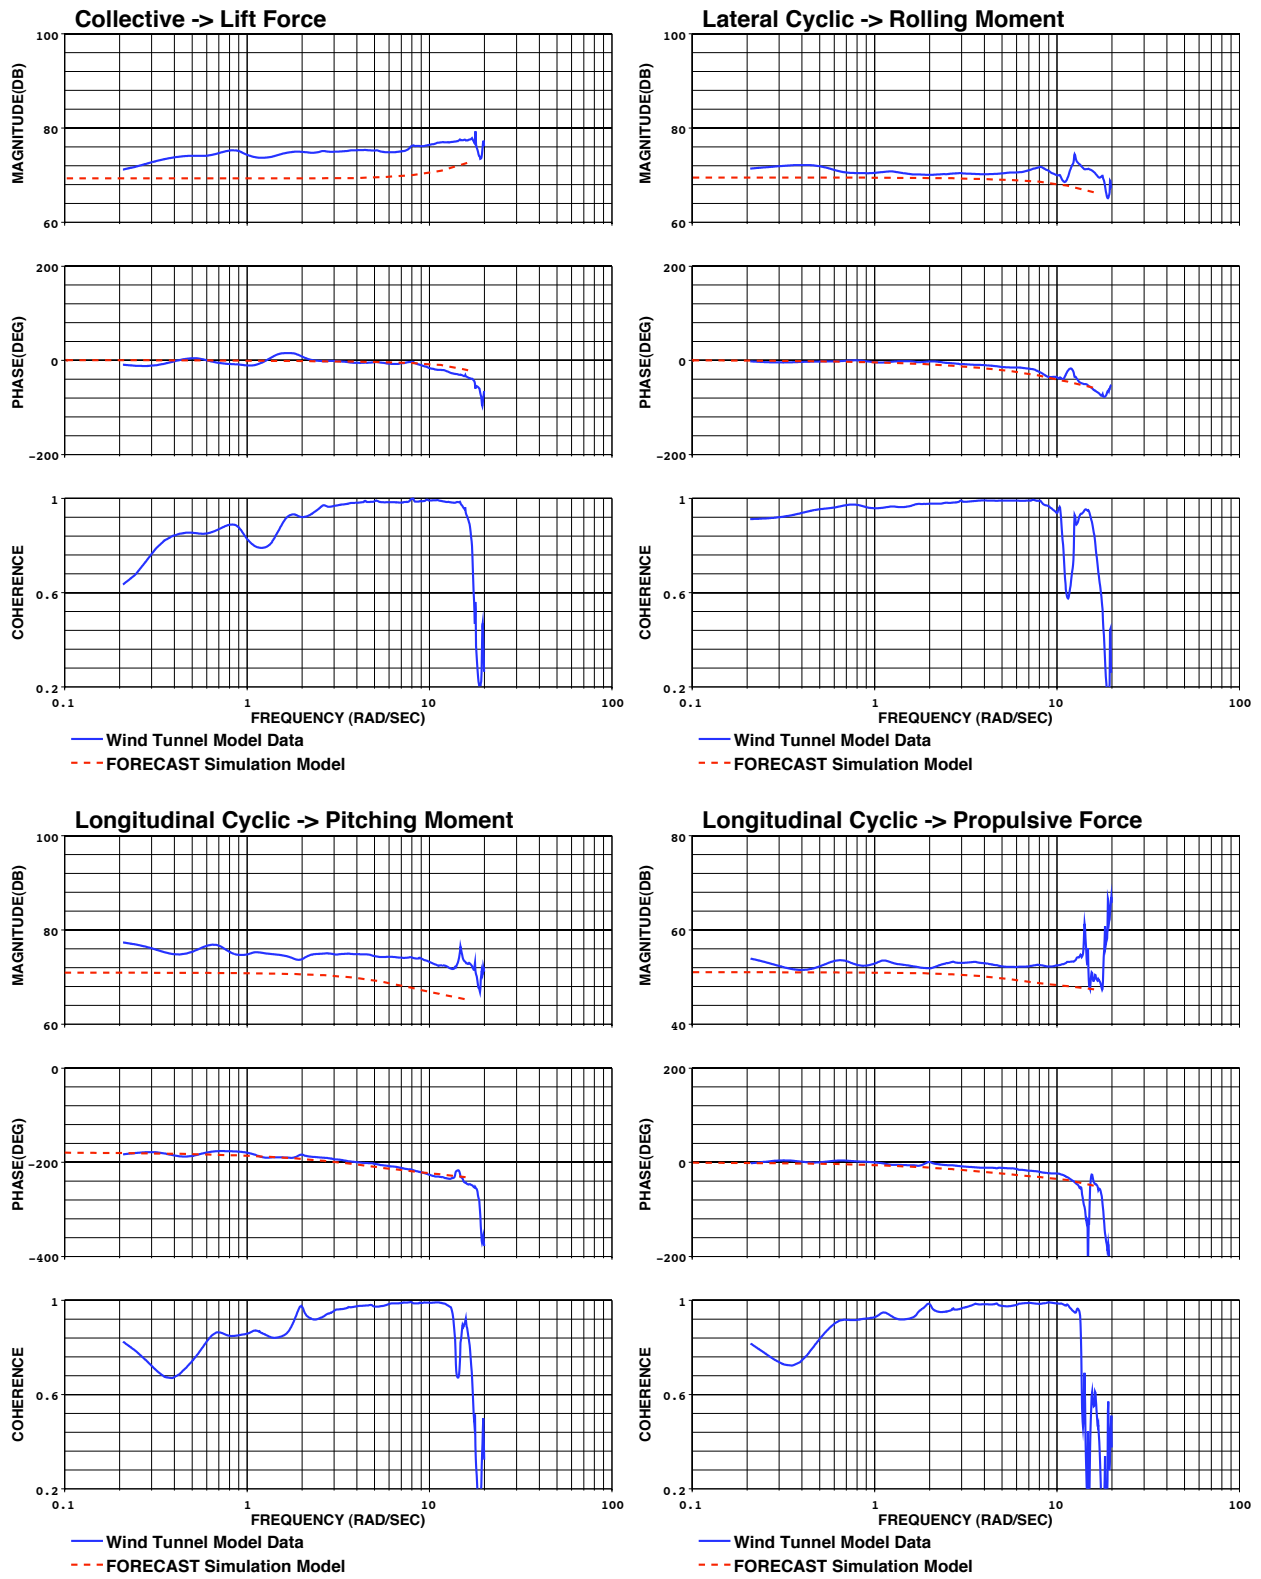 Collective -> Lift Force
100
80
60
MAGNITUDE(DB)
200
0
-200
PHASE(DEG)
1
0.6
0.2
COHERENCE
0.1
1
10
100
FREQUENCY (RAD/SEC)
Wind Tunnel Model Data
FORECAST Simulation Model
Lateral Cyclic -> Rolling Moment
100
80
60
MAGNITUDE(DB)
200
0
-200
PHASE(DEG)
1
0.6
0.2
COHERENCE
0.1
1
10
100
FREQUENCY (RAD/SEC)
Wind Tunnel Model Data
FORECAST Simulation Model
Longitudinal Cyclic -> Pitching Moment
100
80
60
MAGNITUDE(DB)
0
-200
-400
PHASE(DEG)
1
0.6
0.2
COHERENCE
0.1
1
10
100
FREQUENCY (RAD/SEC)
Wind Tunnel Model Data
FORECAST Simulation Model
Longitudinal Cyclic -> Propulsive Force
80
60
40
MAGNITUDE(DB)
200
0
-200
PHASE(DEG)
1
0.6
0.2
COHERENCE
0.1
1
10
100
FREQUENCY (RAD/SEC)
Wind Tunnel Model Data
FORECAST Simulation Model